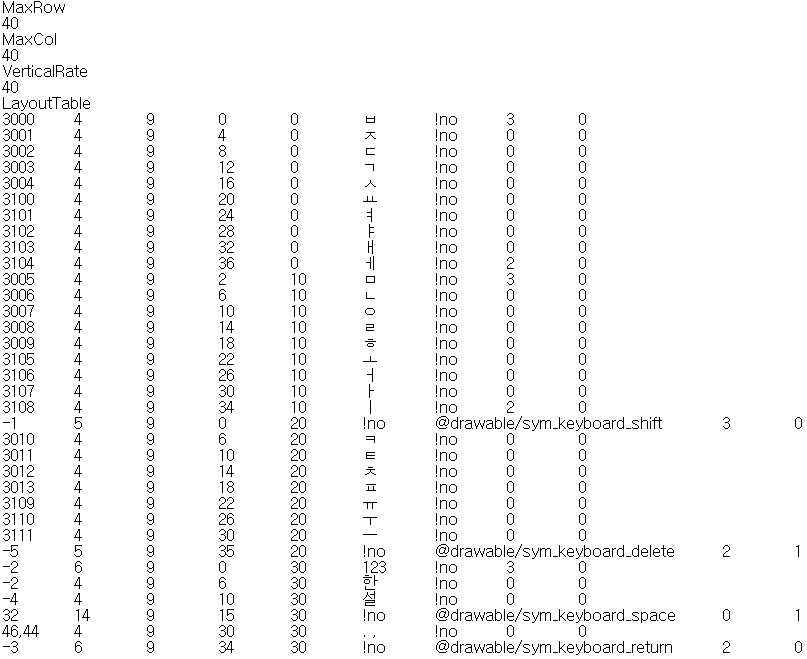 MaxRow
40
MaxCol
40
VerticalRate
40
LayoutTable
3000 4 9 0 0 ㅂ !no 3 0
3001 4 9 4 0 ㅈ !no 0 0
3002 4 9 8 0 ㄷ !no 0 0
3003 4 9 12 0 ㄱ !no 0 0
3004 4 9 16 0 ㅅ !no 0 0
3100 4 9 20 0 ㅛ !no 0 0
3101 4 9 24 0 ㅕ !no 0 0
3102 4 9 28 0 ㅑ !no 0 0
3103 4 9 32 0 ㅐ !no 0 0
3104 4 9 36 0 ㅔ !no 2 0
3005 4 9 2 10 ㅁ !no 3 0
3006 4 9 6 10 ㄴ !no 0 0
3007 4 9 10 10 ㅇ !no 0 0
3008 4 9 14 10 ㄹ !no 0 0
3009 4 9 18 10 ㅎ !no 0 0
3105 4 9 22 10 ㅗ !no 0 0
3106 4 9 26 10 ㅓ !no 0 0
3107 4 9 30 10 ㅏ !no 0 0
3108 4 9 34 10 ㅣ !no 2 0
-1 5 9 0 20 !no @drawable/sym_keyboard_shift 3 0
3010 4 9 6 20 ㅋ !no 0 0
3011 4 9 10 20 ㅌ !no 0 0
3012 4 9 14 20 ㅊ !no 0 0
3013 4 9 18 20 ㅍ !no 0 0
3109 4 9 22 20 ㅠ !no 0 0
3110 4 9 26 20 ㅜ !no 0 0
3111 4 9 30 20 ㅡ !no 0 0
-5 5 9 35 20 !no @drawable/sym_keyboard_delete 2 1
-2 6 9 0 30 123 !no 3 0
-2 4 9 6 30 한 !no 0 0
-4 4 9 10 30 설 !no 0 0
32 14 9 15 30 !no @drawable/sym_keyboard_space 0 1
46,44 4 9 30 30 . , !no 0 0
-3 6 9 34 30 !no @drawable/sym_keyboard_return 2 0